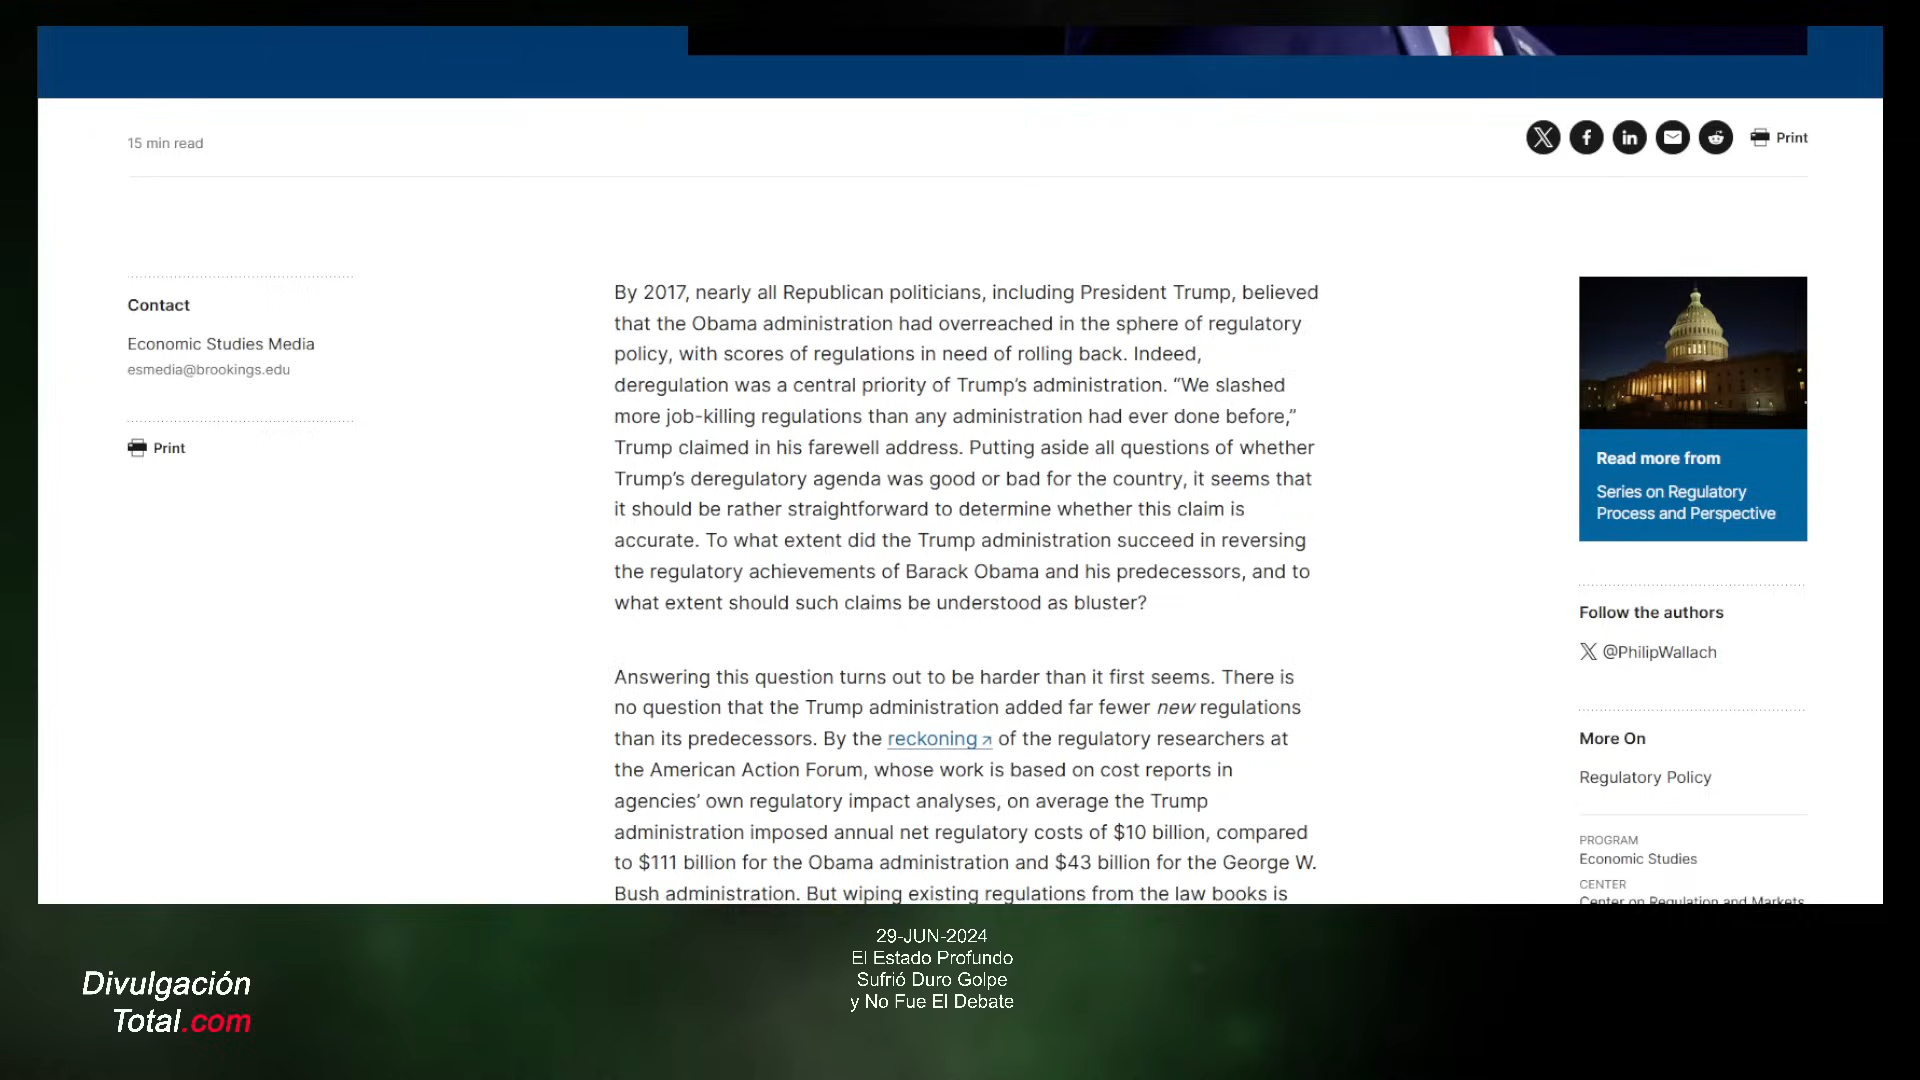 15 min read
Print
Contact
Economic Studies Media
esmedia@brookings.edu
Print
By 2017, nearly all Republican politicians, including President Trump, believed
that the Obama administration had overreached in the sphere of regulatory
policy, with scores of regulations in need of rolling back. Indeed,
deregulation was a central priority of Trump’s administration. “We slashed
more job-killing regulations than any administration had ever done before,”
Trump claimed in his farewell address. Putting aside all questions of whether
Trump’s deregulatory agenda was good or bad for the country, it seems that
it should be rather straightforward to determine whether this claim is
accurate. To what extent did the Trump administration succeed in reversing
the regulatory achievements of Barack Obama and his predecessors, and to
what extent should such claims be understood as bluster?
Answering this question turns out to be harder than it first seems. There is
no question that the Trump administration added far fewer new regulations
than its predecessors. By the reckoning of the regulatory researchers at
the American Action Forum, whose work is based on cost reports in
agencies’ own regulatory impact analyses, on average the Trump
administration imposed annual net regulatory costs of $10 billion, compared
to $111 billion for the Obama administration and $43 billion for the George W.
Bush administration. But wiping existing regulations from the law books is
Read more from
Series on Regulatory
Process and Perspective
Follow the authors
@PhilipWallach
More On
Regulatory Policy
PROGRAM
Economic Studies
CENTER
Center on Regulation and Markets
29-JUN-2024
El Estado Profundo
Sufrió Duro Golpe
y No Fue El Debate
Divulgación
Total.com